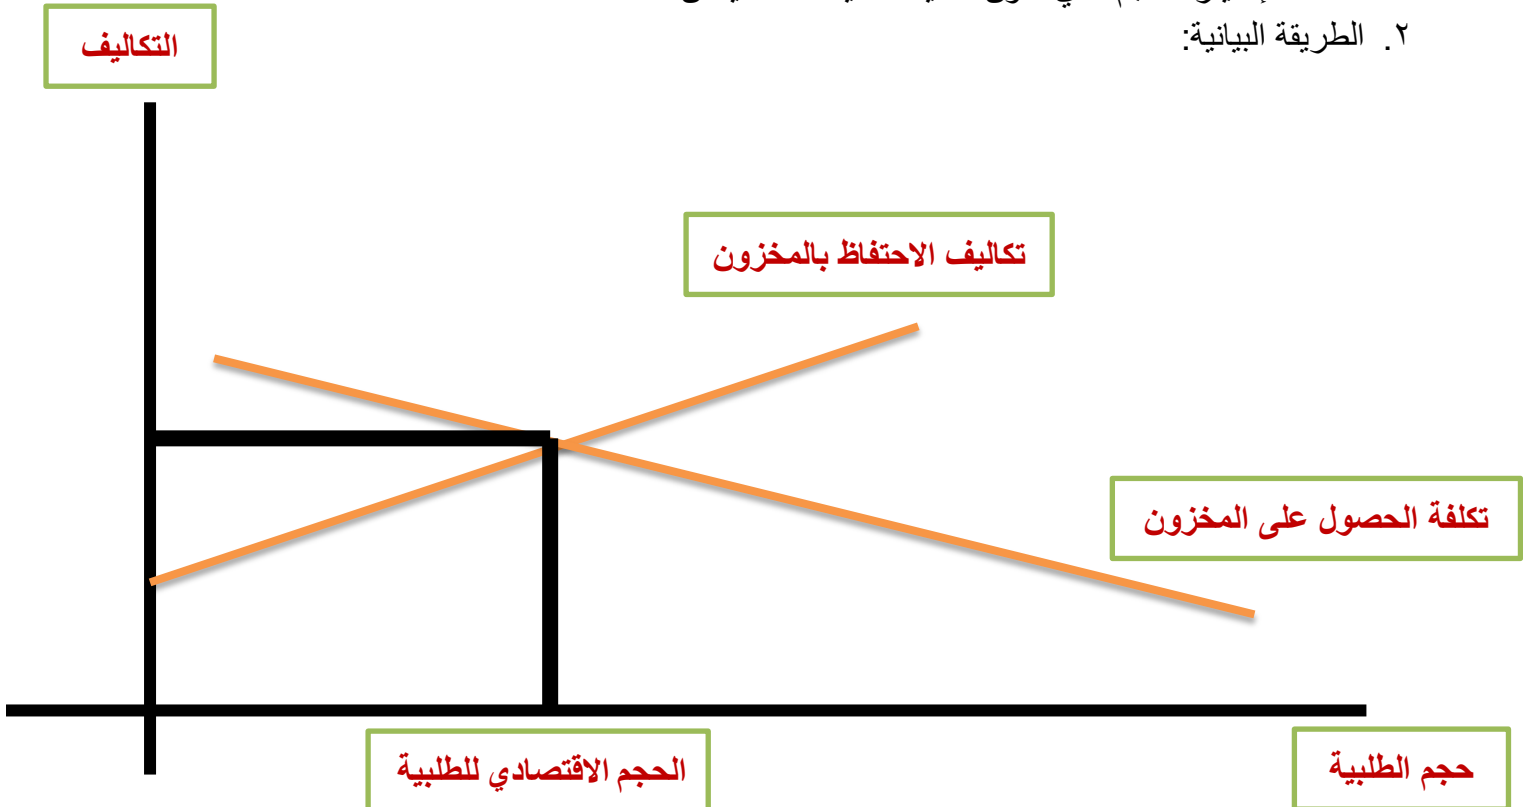 ٢. الطريقة البيانية:
التكاليف
تكاليف الاحتفاظ بالمخزون
تكلفة الحصول على المخزون
الحجم الاقتصادي للطلبية
حجم الطلبية